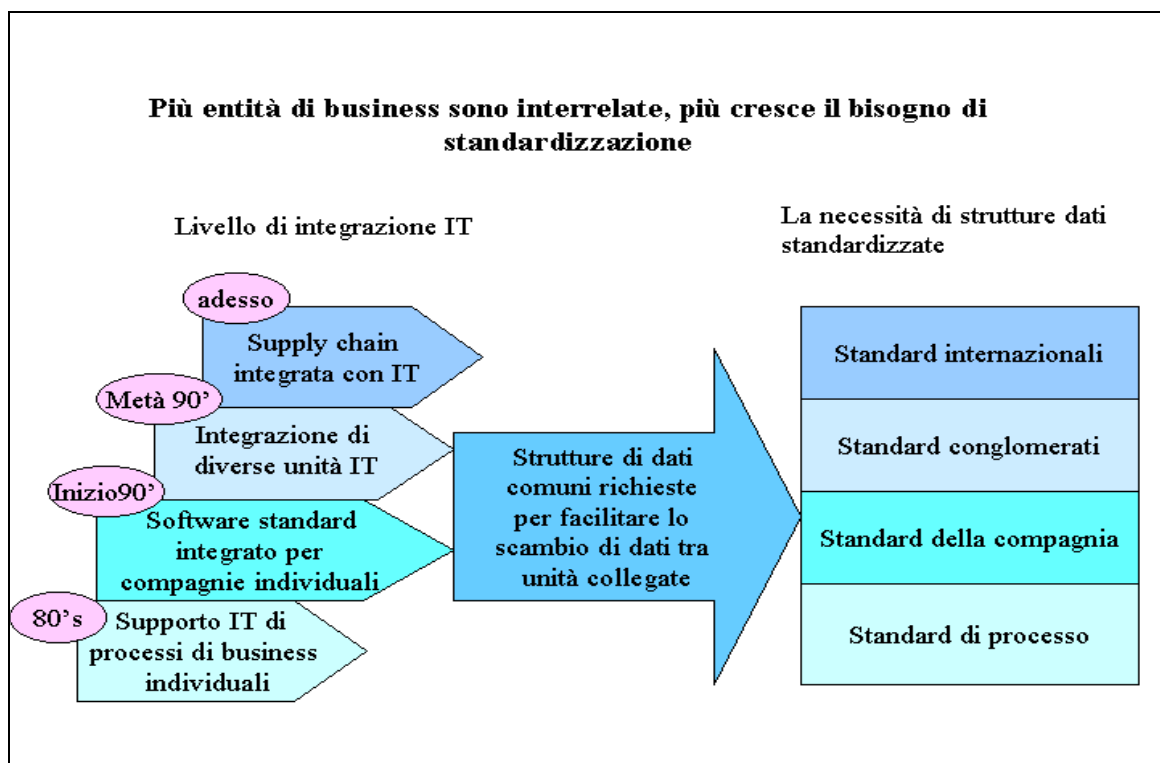 Più entità di business sono interrelate, più cresce il bisogno di
standardizzazione
Livello di integrazione IT
La necessità di strutture dati
standardizzate
adesso
Supply chain
integrata con IT
Metà 90’
Integrazione di
diverse unità IT
Inizio90’
Software standard
integrato per
compagnie individuali
80’s
Supporto IT di
processi di business
individuali
Strutture di dati
comuni richieste
per facilitare lo
scambio di dati tra
unità collegate
Standard internazionali
Standard conglomerati
Standard della compagnia
Standard di processo